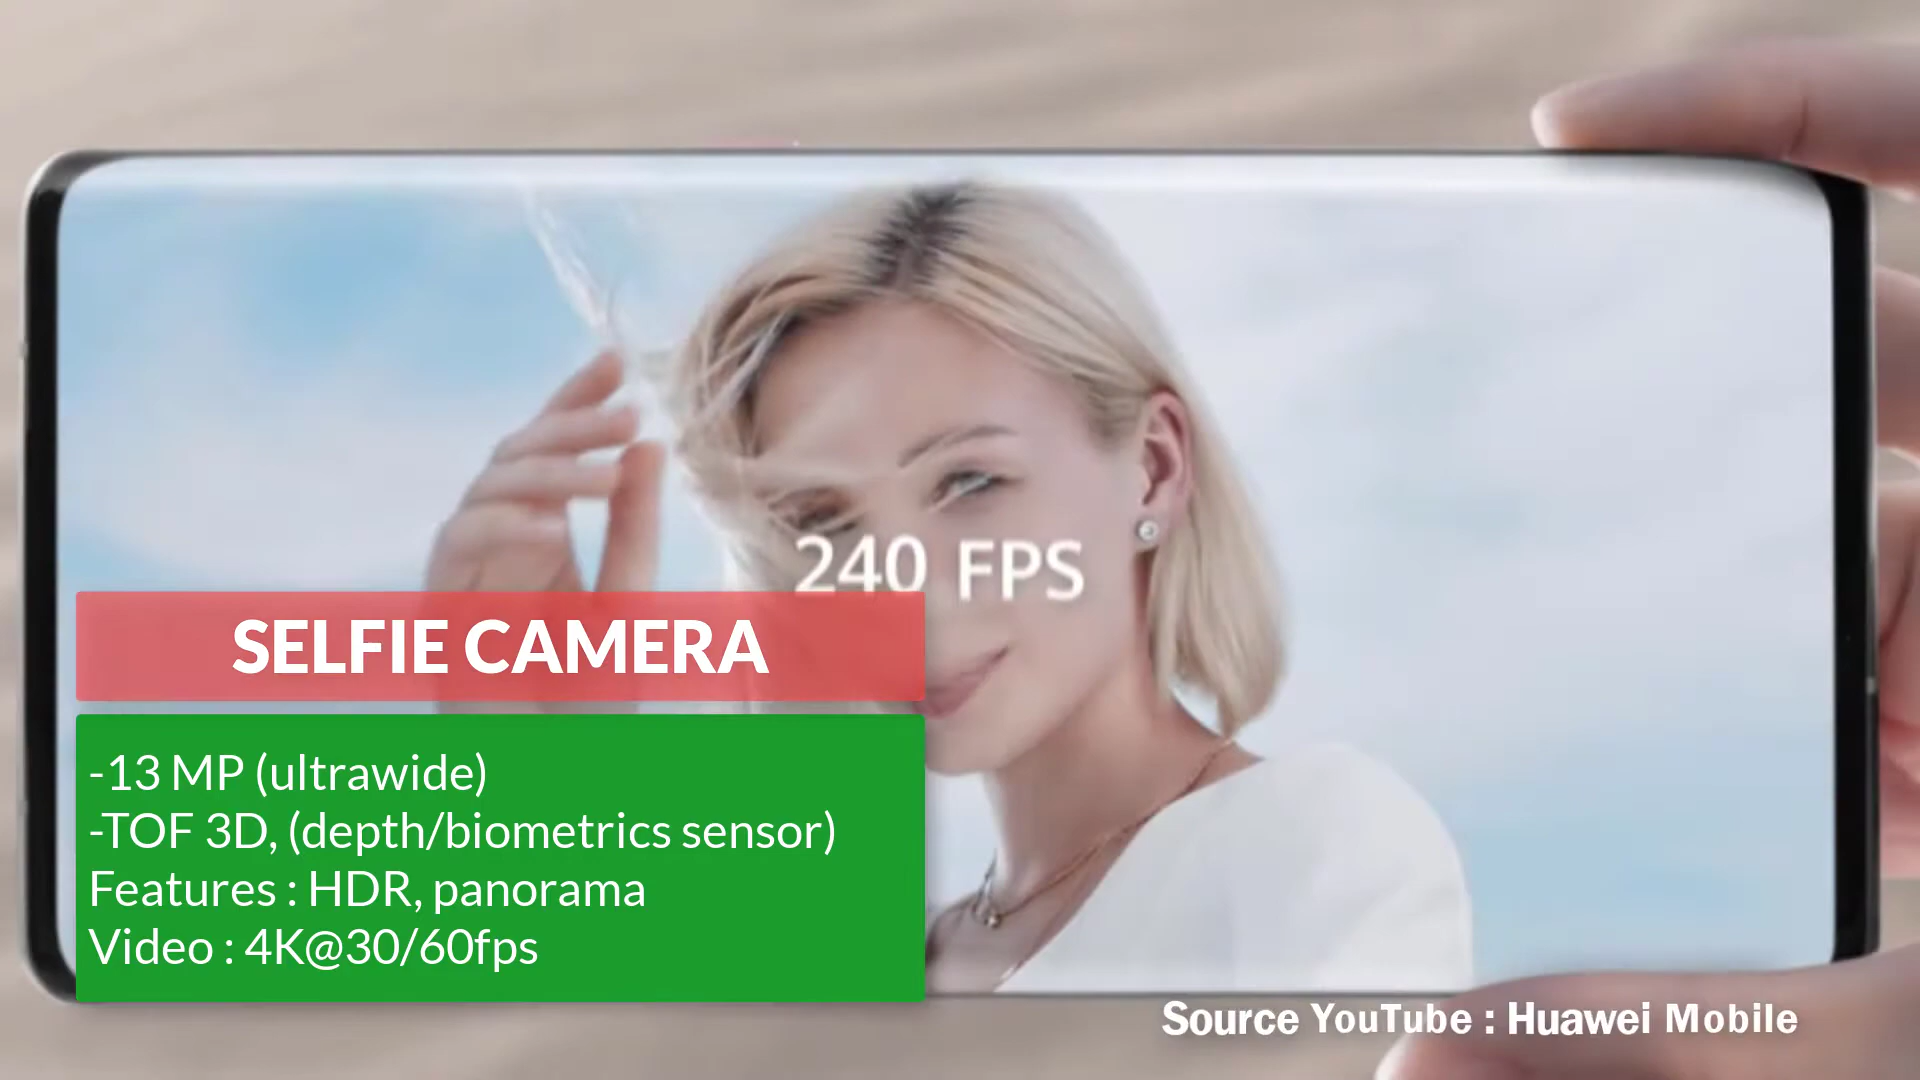 240 FPS
SELFIE CAMERA
-13 MP (ultrawide)
-TOF 3D, (depth/biometrics sensor)
Features : HDR, panorama
Video : 4K@30/60fps
Source YouTube : Huawei Mobile